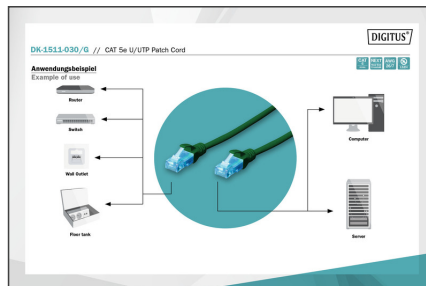 DIGITUS®
DK-1511-030/G // CAT 5e U/UTP Patch Cord
Anwendungsbeispiel
Example of use
Router
Switch
Wall Outlet
Floor tank
Computer
Server